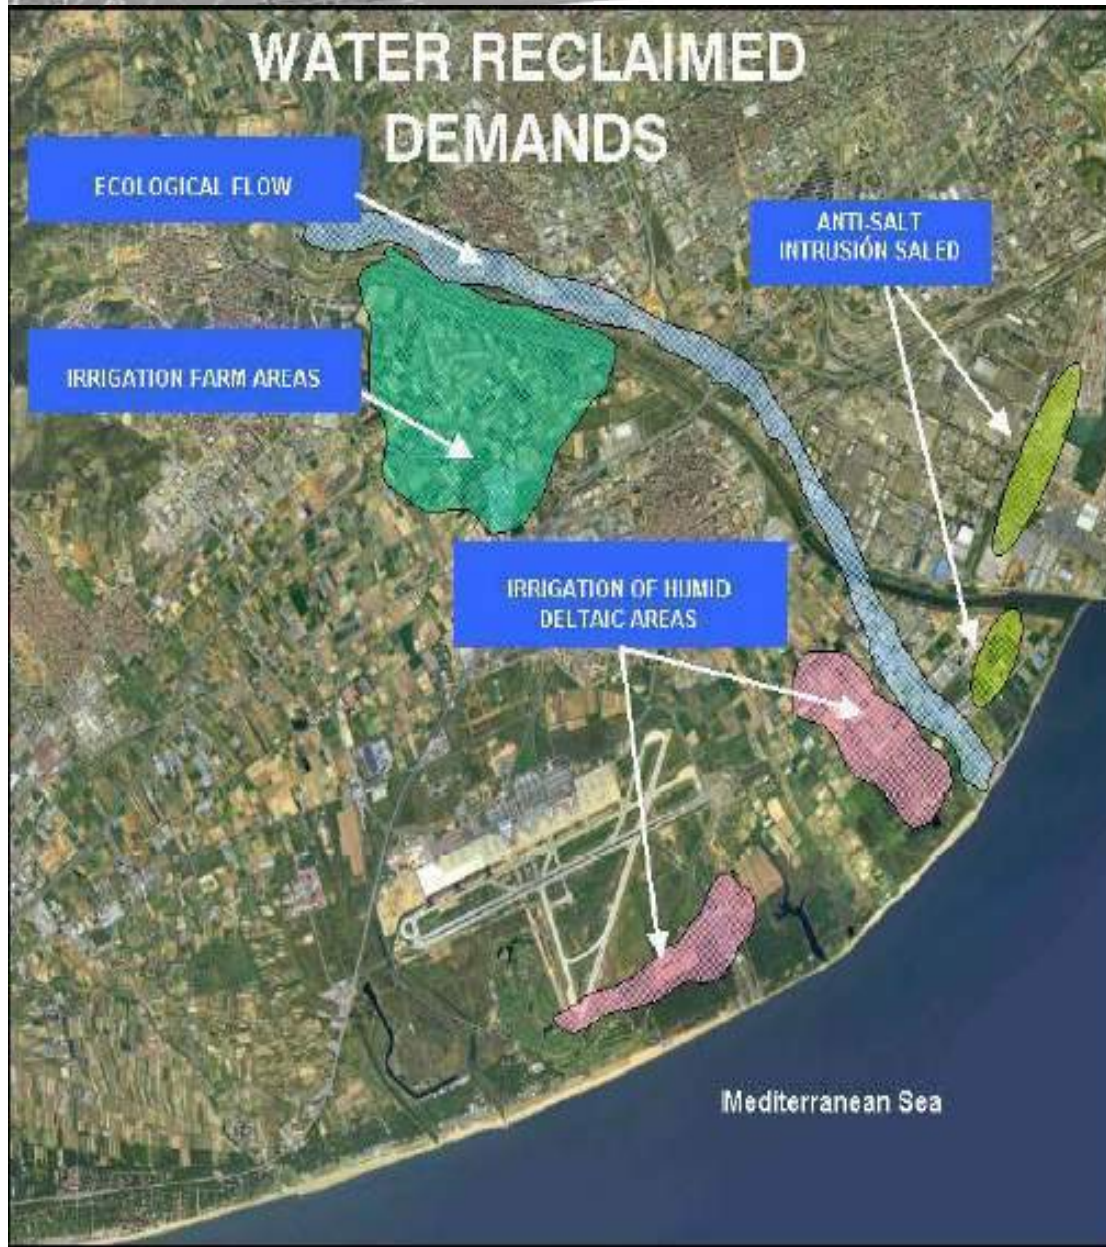 WATER RECLAIMED
DEMANDS
ECOLOGICAL FLOW
ANTI-SALT
INTRUSIÓN SALED
IRRIGATION FARM AREAS
IRRIGATION OF HUMID
DELTAIC AREAS
Mediterranean Sea